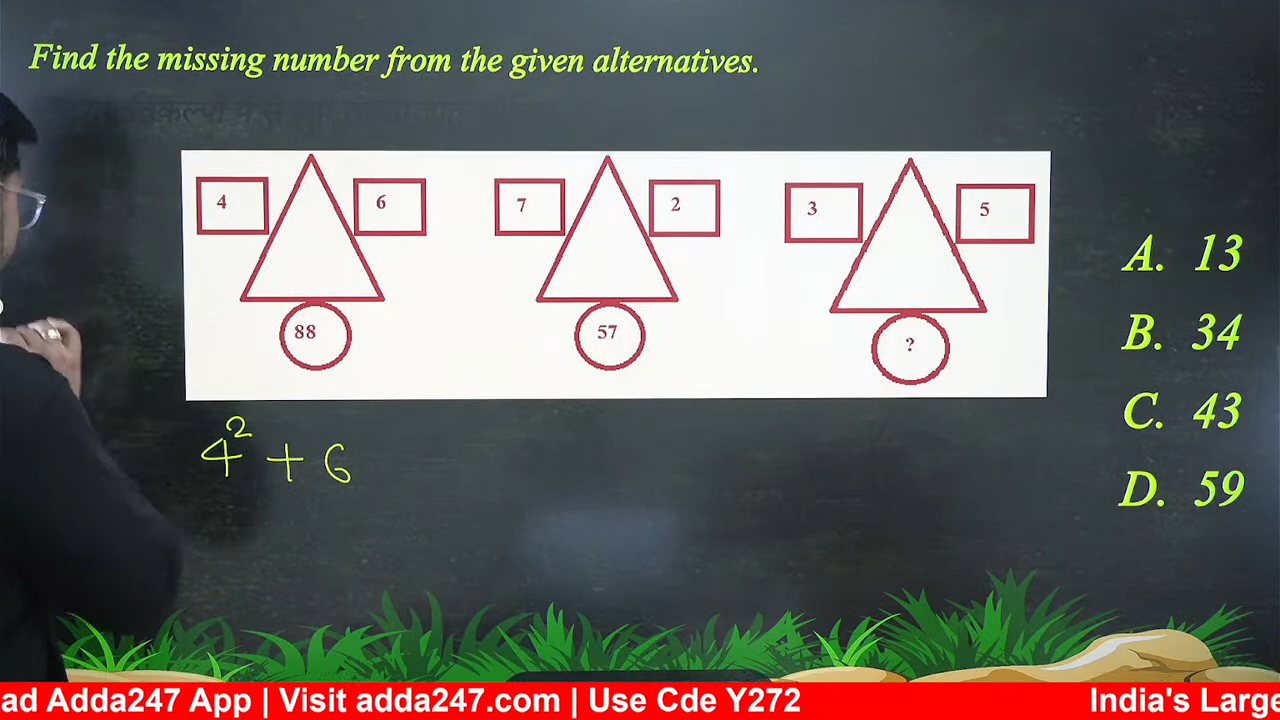 Find the missing number from the given alternatives.
4 6 7 2 3 5
88 57 ?
A. 13
B. 34
C. 43
D. 59
4² + 6
ad Adda247 App | Visit adda247.com | Use Cde Y272 India's Large